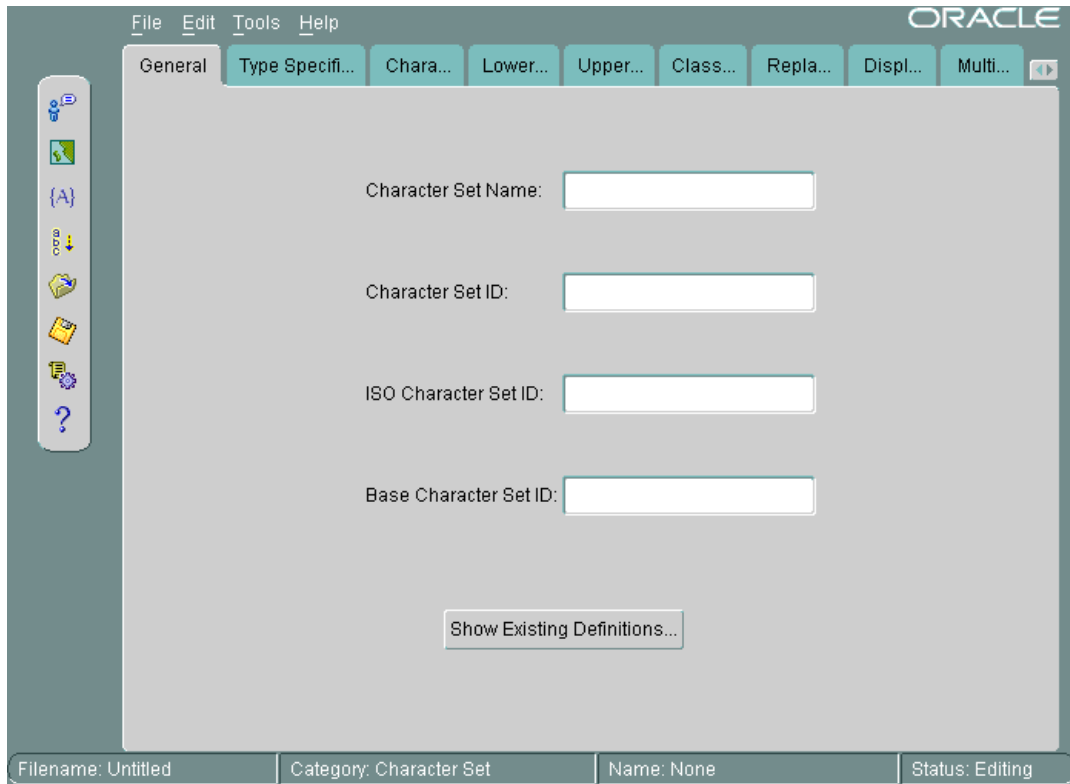 File Edit Tools Help
ORACLE
General Type Specifi... Chara... Lower... Upper... Class... Repla... Displ... Multi...
{A}
a
b
c
?
Character Set Name:
Character Set ID:
ISO Character Set ID:
Base Character Set ID:
Show Existing Definitions...
Filename: Untitled Category: Character Set Name: None Status: Editing